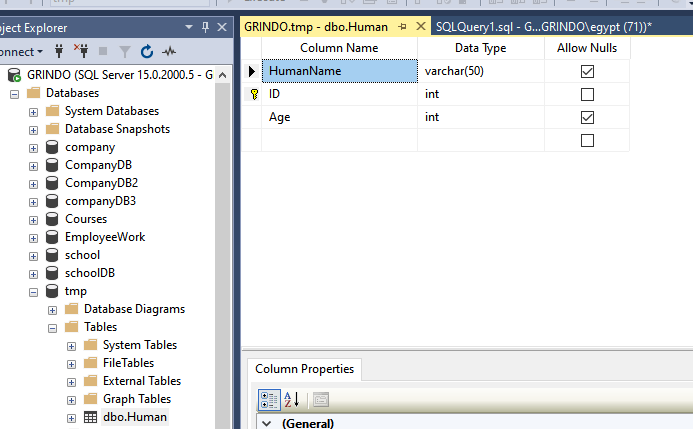 tmp
Execute
oject Explorer
GRINDO.tmp - dbo.Human
SQLQuery1.sql - G...GRINDO\egypt (71))*
onnect
GRINDO (SQL Server 15.0.2000.5 - G
Databases
System Databases
Database Snapshots
company
CompanyDB
CompanyDB2
companyDB3
Courses
EmployeeWork
school
schoolDB
tmp
Database Diagrams
Tables
System Tables
FileTables
External Tables
Graph Tables
dbo.Human
Column Name Data Type Allow Nulls
HumanName varchar(50)
ID int
Age int
Column Properties
A
Z
(General)